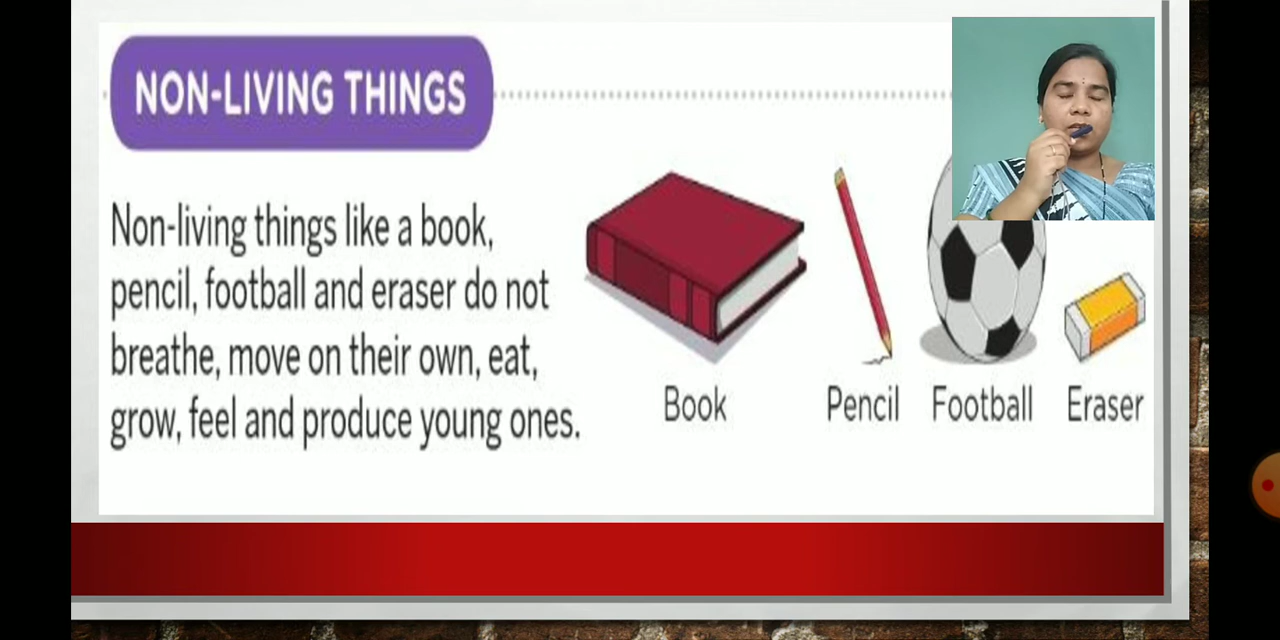 NON-LIVING THINGS
Non-living things like a book,
pencil, football and eraser do not
breathe, move on their own, eat,
grow, feel and produce young ones.
Book Pencil Football Eraser